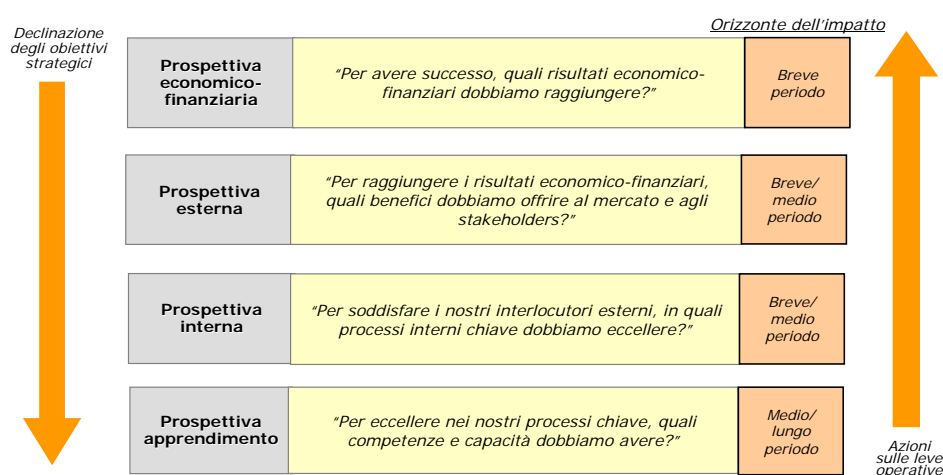 Declinazione
degli obiettivi
strategici
Orizzonte dell'impatto
Prospettiva
economico-
finanziaria
"Per avere successo, quali risultati economico-
finanziari dobbiamo raggiungere?"
Breve
periodo
Prospettiva
esterna
"Per raggiungere i risultati economico-finanziari,
quali benefici dobbiamo offrire al mercato e agli
stakeholders?"
Breve/
medio
periodo
Prospettiva
interna
"Per soddisfare i nostri interlocutori esterni, in quali
processi interni chiave dobbiamo eccellere?"
Breve/
medio
periodo
Prospettiva
apprendimento
"Per eccellere nei nostri processi chiave, quali
competenze e capacità dobbiamo avere?"
Medio/
lungo
periodo
Azioni
sulle leve
operative